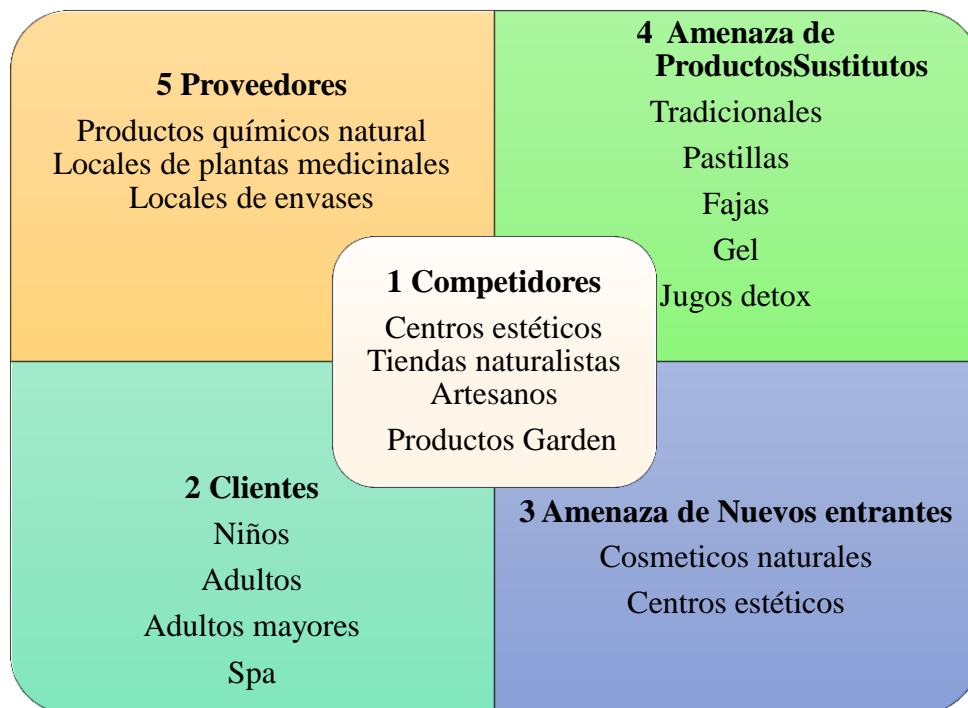 5 Proveedores
Productos químicos natural
Locales de plantas medicinales
Locales de envases
4 Amenaza de
ProductosSustitutos
Tradicionales
Pastillas
Fajas
Gel
Jugos detox
1 Competidores
Centros estéticos
Tiendas naturalistas
Artesanos
Productos Garden
2 Clientes
Niños
Adultos
Adultos mayores
Spa
3 Amenaza de Nuevos entrantes
Cosmeticos naturales
Centros estéticos